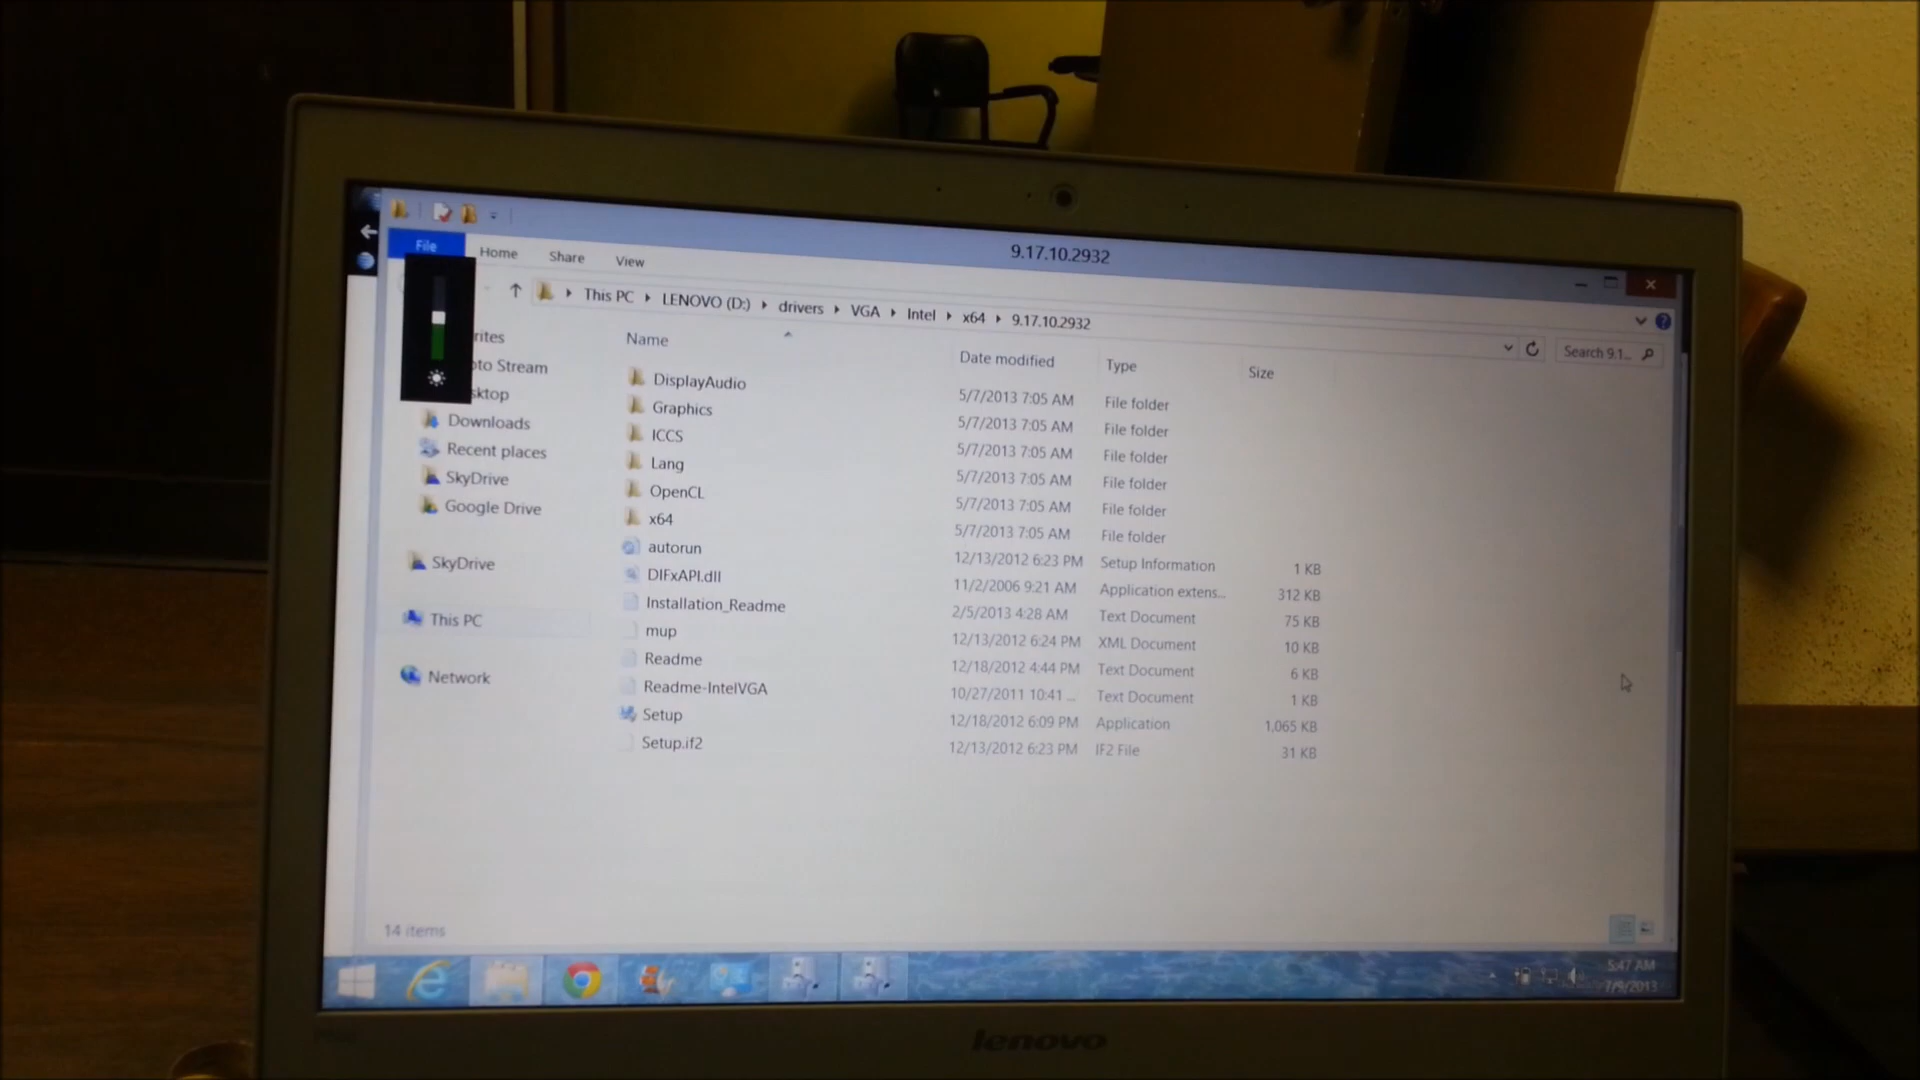 9.17.10.2932
File Home Share View
This PC LENOVO (D:) drivers VGA Intel x64 9.17.10.2932
Search 9.1...
Name Date modified Type Size
rites
to Stream
sktop
Downloads
Recent places
SkyDrive
Google Drive
SkyDrive
This PC
Network
DisplayAudio 5/7/2013 7:05 AM File folder
Graphics 5/7/2013 7:05 AM File folder
ICCS 5/7/2013 7:05 AM File folder
Lang 5/7/2013 7:05 AM File folder
OpenCL 5/7/2013 7:05 AM File folder
x64 5/7/2013 7:05 AM File folder
autorun 12/13/2012 6:23 PM Setup Information 1 KB
DIFxAPI.dll 11/2/2006 9:21 AM Application extens... 312 KB
Installation_Readme 2/5/2013 4:28 AM Text Document 75 KB
mup 12/13/2012 6:24 PM XML Document 10 KB
Readme 12/18/2012 4:44 PM Text Document 6 KB
Readme-IntelVGA 10/27/2011 10:41 ... Text Document 1 KB
Setup 12/18/2012 6:09 PM Application 1,065 KB
Setup.if2 12/13/2012 6:23 PM IF2 File 31 KB
14 items
5:47 AM
7/9/2013
lenovo